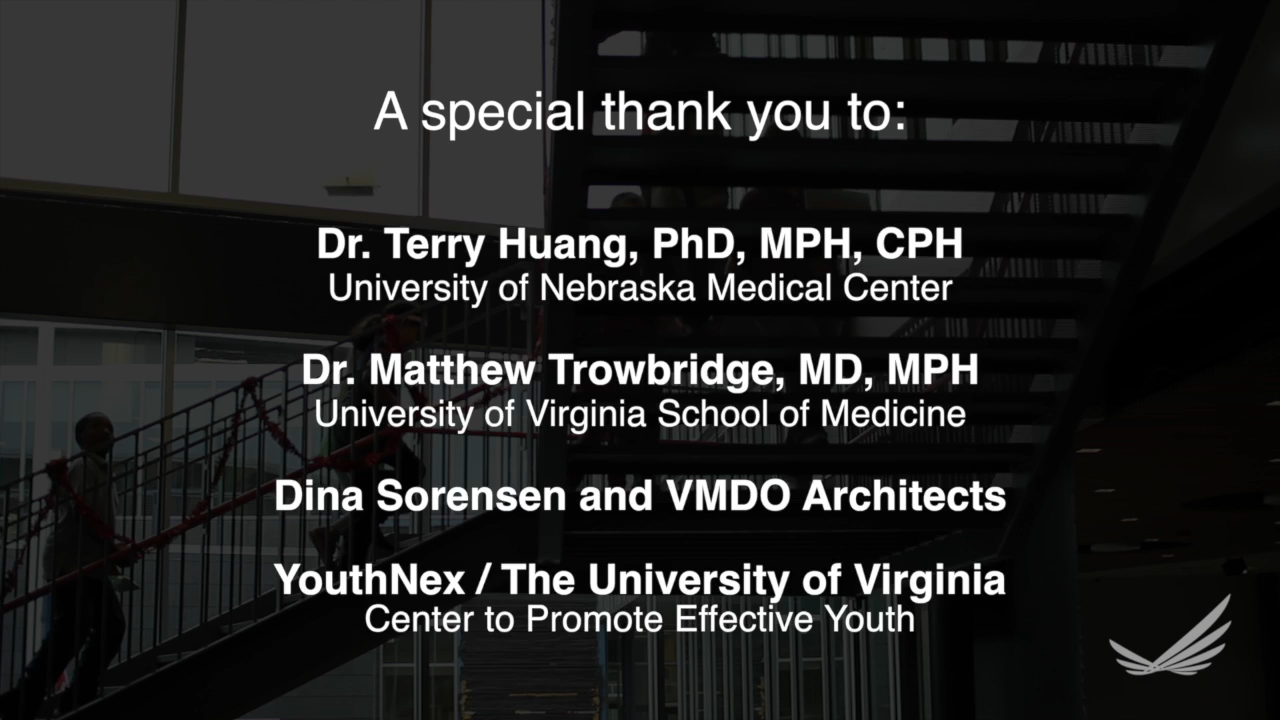 A special thank you to:
Dr. Terry Huang, PhD, MPH, CPH
University of Nebraska Medical Center
Dr. Matthew Trowbridge, MD, MPH
University of Virginia School of Medicine
Dina Sorensen and VMDO Architects
YouthNex / The University of Virginia
Center to Promote Effective Youth